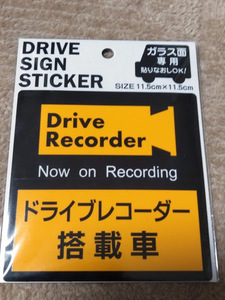 DRIVE
SIGN
STICKER
ガラス面
専用
貼りなおしOK!
SIZE 11.5cm×11.5cm
Drive
Recorder
Now on Recording
ドライブレコーダー
搭載車